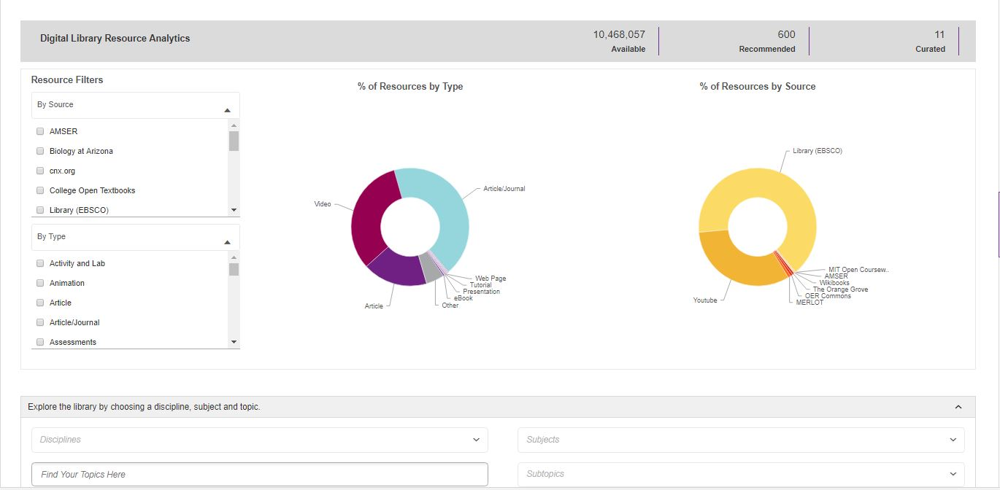 Digital Library Resource Analytics
10,468,057
Available
600
Recommended
11
Curated
Resource Filters
By Source
AMSER
Biology at Arizona
cnx.org
College Open Textbooks
Library (EBSCO)
By Type
Activity and Lab
Animation
Article
Article/Journal
Assessments
% of Resources by Type
Article/Journal
Video
Web Page
Tutorial
Presentation
eBook
Other
Article
% of Resources by Source
Library (EBSCO)
MIT Open Coursew..
AMSER
Wikibooks
The Orange Grove
OER Commons
MERLOT
Youtube
Explore the library by choosing a discipline, subject and topic.
Disciplines
Subjects
Find Your Topics Here
Subtopics